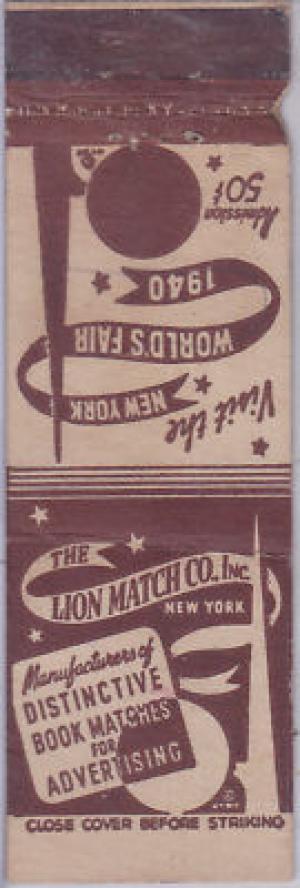 Visit the
NEW YORK
WORLD'S FAIR
1940
Admission
50¢
THE
LION MATCH CO., INC.
NEW YORK
Manufacturers of
DISTINCTIVE
BOOK MATCHES
FOR
ADVERTISING
CLOSE COVER BEFORE STRIKING